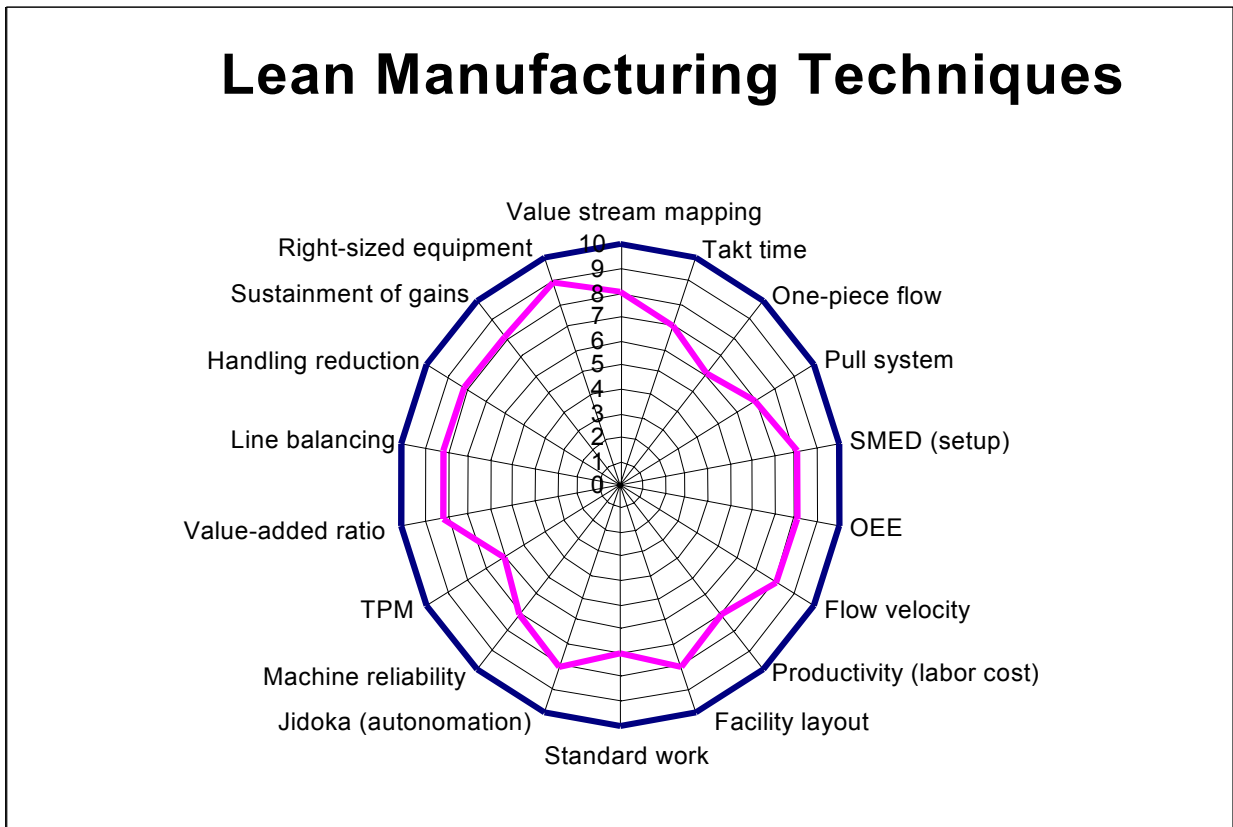 Lean Manufacturing Techniques
Value stream mapping
Takt time
One-piece flow
Pull system
SMED (setup)
OEE
Flow velocity
Productivity (labor cost)
Facility layout
Standard work
Jidoka (autonomation)
Machine reliability
TPM
Value-added ratio
Line balancing
Handling reduction
Sustainment of gains
Right-sized equipment
10
9
8
7
6
5
4
3
2
1
0